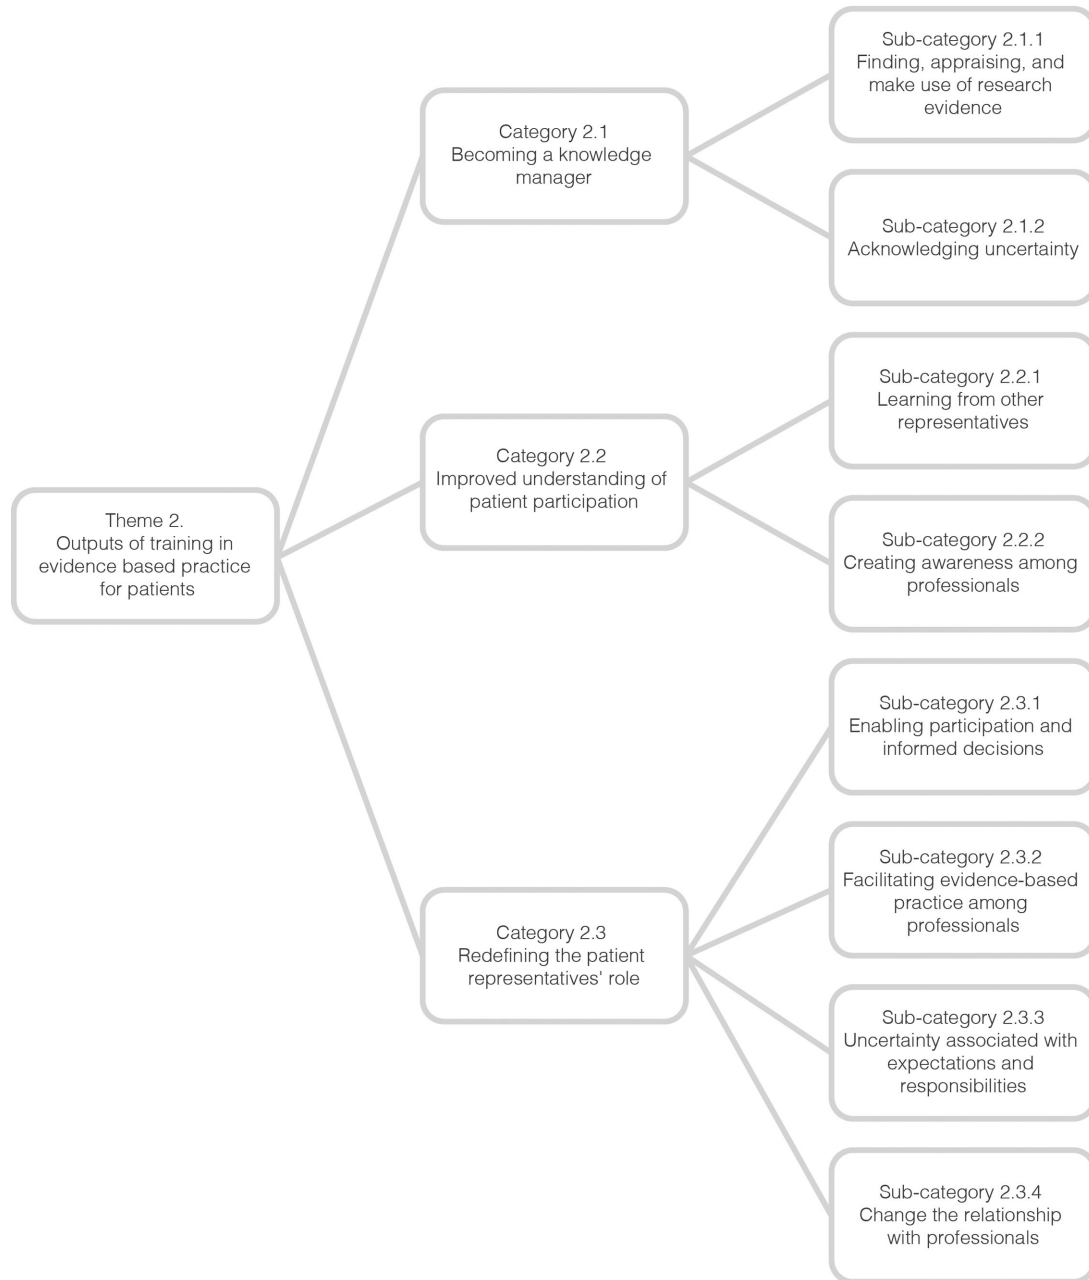 Theme 2.
Outputs of training in
evidence based practice
for patients
Category 2.1
Becoming a knowledge
manager
Sub-category 2.1.1
Finding, appraising, and
make use of research
evidence
Sub-category 2.1.2
Acknowledging uncertainty
Category 2.2
Improved understanding of
patient participation
Sub-category 2.2.1
Learning from other
representatives
Sub-category 2.2.2
Creating awareness among
professionals
Category 2.3
Redefining the patient
representatives' role
Sub-category 2.3.1
Enabling participation and
informed decisions
Sub-category 2.3.2
Facilitating evidence-based
practice among
professionals
Sub-category 2.3.3
Uncertainty associated with
expectations and
responsibilities
Sub-category 2.3.4
Change the relationship
with professionals